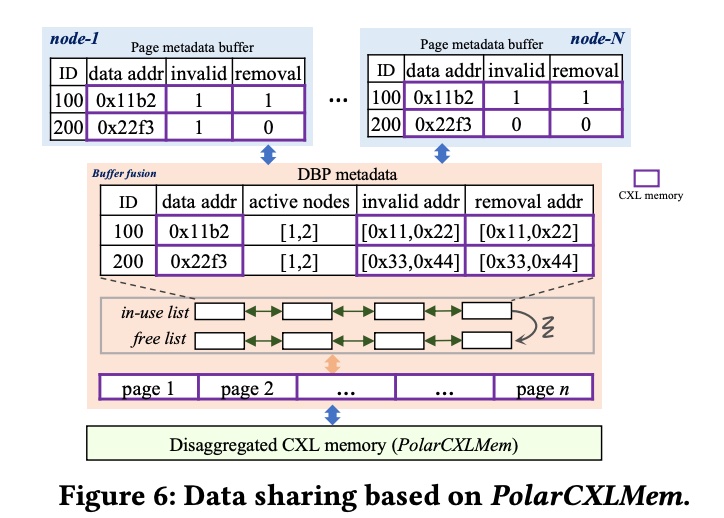 node-1
Page metadata buffer
ID data addr invalid removal
100 0x11b2 1 1
200 0x22f3 1 0
...
Page metadata buffer
node-N
ID data addr invalid removal
100 0x11b2 1 1
200 0x22f3 0 0
Buffer fusion
DBP metadata
CXL memory
ID data addr active nodes invalid addr removal addr
100 0x11b2 [1,2] [0x11,0x22] [0x11,0x22]
200 0x22f3 [1,2] [0x33,0x44] [0x33,0x44]
in-use list
free list
page 1 page 2 ... ... page n
Disaggregated CXL memory (PolarCXLMem)
Figure 6: Data sharing based on PolarCXLMem.